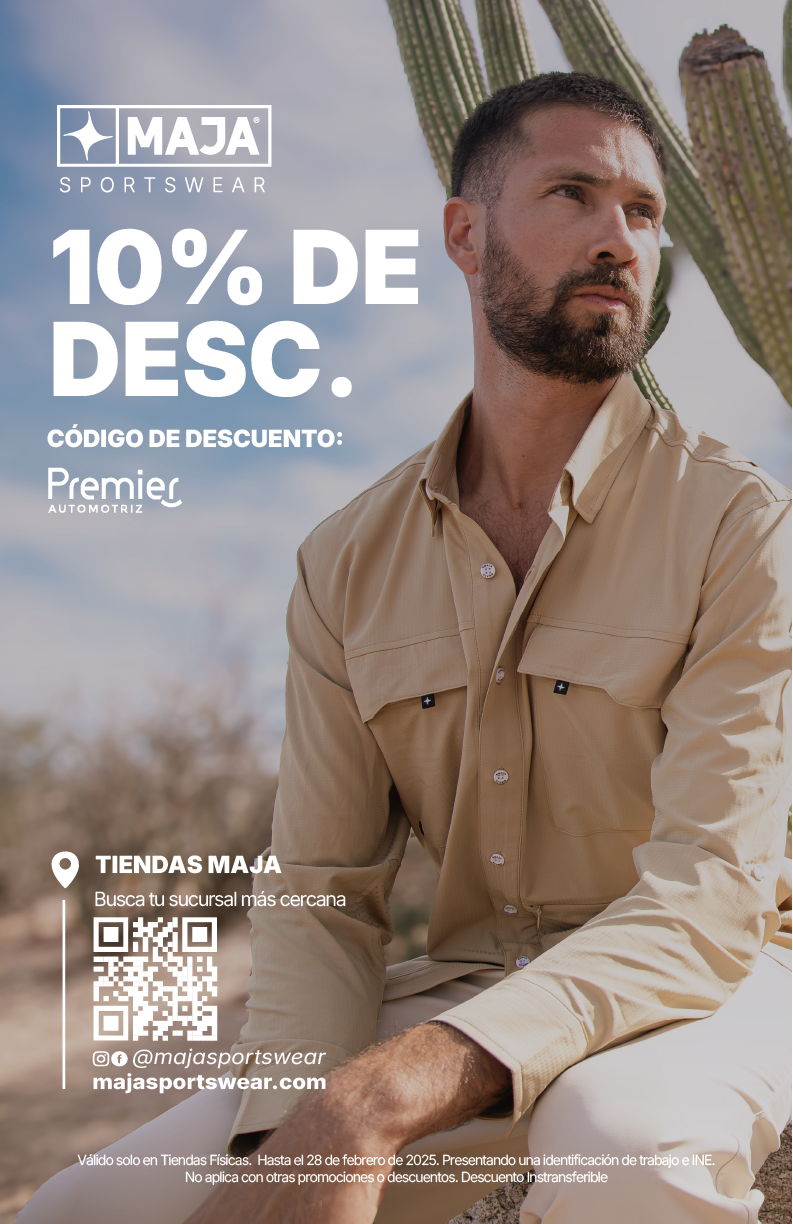 MAJA®
SPORTSWEAR
10% DE
DESC.
CÓDIGO DE DESCUENTO:
Premier
AUTOMOTRIZ
TIENDAS MAJA
Busca tu sucursal más cercana
@majasportswear
majasportswear.com
Válido solo en Tiendas Físicas. Hasta el 28 de febrero de 2025. Presentando una identificación de trabajo e INE.
No aplica con otras promociones o descuentos. Descuento Instransferible